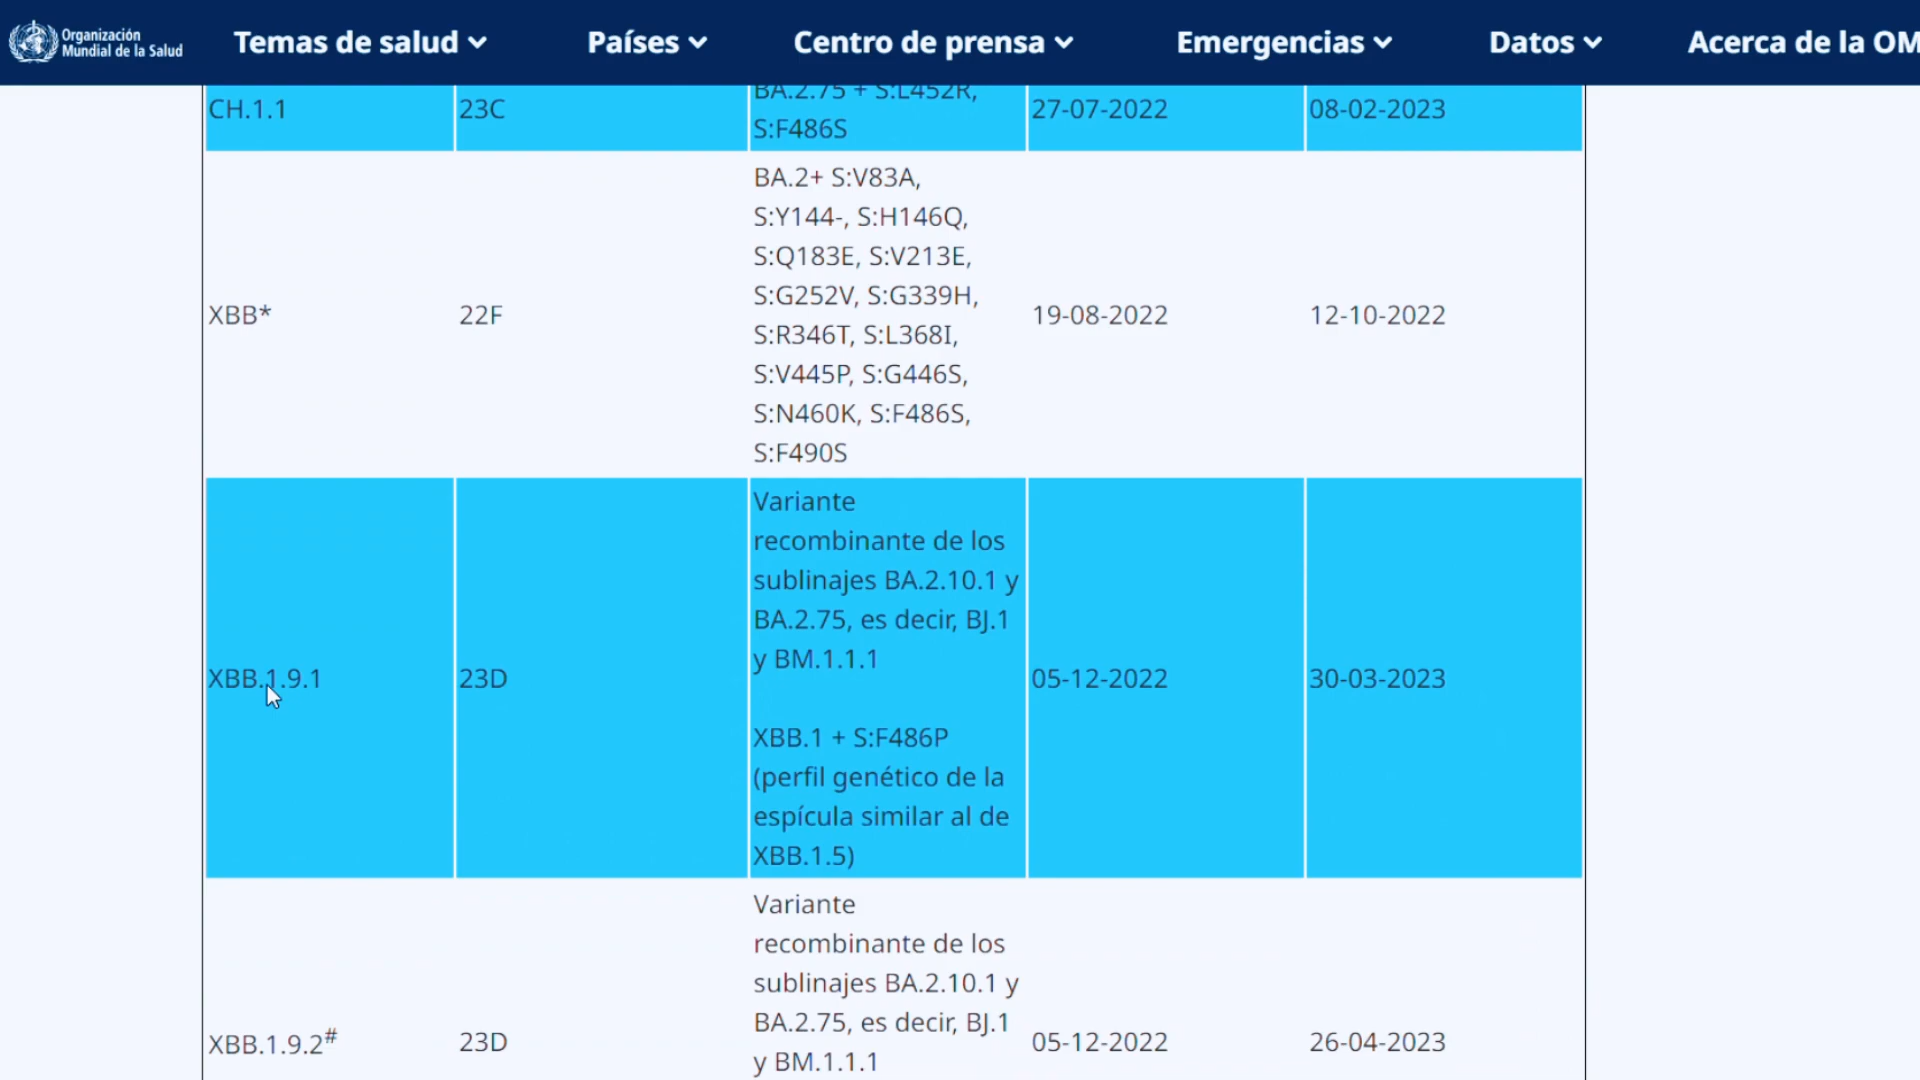 Organización
Mundial de la Salud
Temas de salud
Países
Centro de prensa
Emergencias
Datos
Acerca de la OM
CH.1.1
23C
BA.2.75 + S:L452R,
S:F486S
27-07-2022
08-02-2023
XBB*
22F
BA.2+ S:V83A,
S:Y144-, S:H146Q,
S:Q183E, S:V213E,
S:G252V, S:G339H,
S:R346T, S:L368I,
S:V445P, S:G446S,
S:N460K, S:F486S,
S:F490S
19-08-2022
12-10-2022
XBB.1.9.1
23D
Variante
recombinante de los
sublinajes BA.2.10.1 y
BA.2.75, es decir, BJ.1
y BM.1.1.1
XBB.1 + S:F486P
(perfil genético de la
espícula similar al de
XBB.1.5)
05-12-2022
30-03-2023
XBB.1.9.2#
23D
Variante
recombinante de los
sublinajes BA.2.10.1 y
BA.2.75, es decir, BJ.1
y BM.1.1.1
05-12-2022
26-04-2023